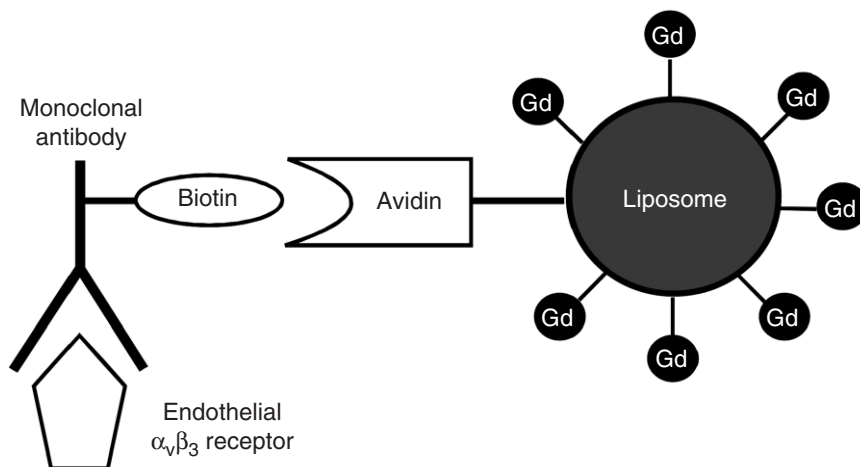 Monoclonal
antibody
Biotin
Avidin
Liposome
Gd
Gd
Gd
Gd
Gd
Gd
Gd
Gd
Endothelial
αvβ3 receptor